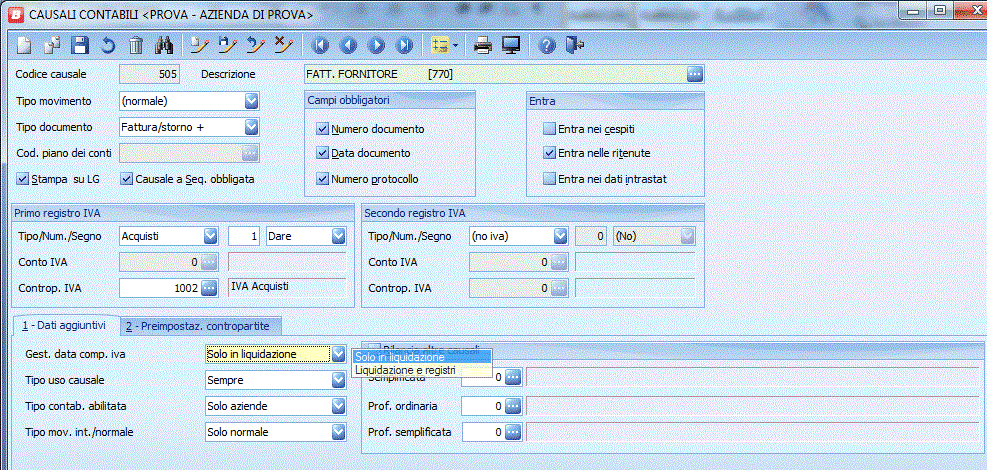 CAUSALI CONTABILI <PROVA - AZIENDA DI PROVA>
Codice causale 505 Descrizione FATT. FORNITORE [770]
Tipo movimento (normale)
Tipo documento Fattura/storno +
Cod. piano dei conti
Stampa su LG Causale a Seq. obbligata
Campi obbligatori
Numero documento
Data documento
Numero protocollo
Entra
Entra nei cespiti
Entra nelle ritenute
Entra nei dati intrastat
Primo registro IVA
Tipo/Num./Segno Acquisti 1 Dare
Conto IVA 0
Controp. IVA 1002 IVA Acquisti
Secondo registro IVA
Tipo/Num./Segno (no iva) 0 (No)
Conto IVA 0
Controp. IVA 0
1 - Dati aggiuntivi 2 - Preimpostaz. contropartite
Gest. data comp. iva Solo in liquidazione
Tipo uso causale Sempre
Tipo contab. abilitata Solo aziende
Tipo mov. int./normale Solo normale
Solo in liquidazione
Liquidazione e registri
Semplificata 0
Prof. ordinaria 0
Prof. semplificata 0